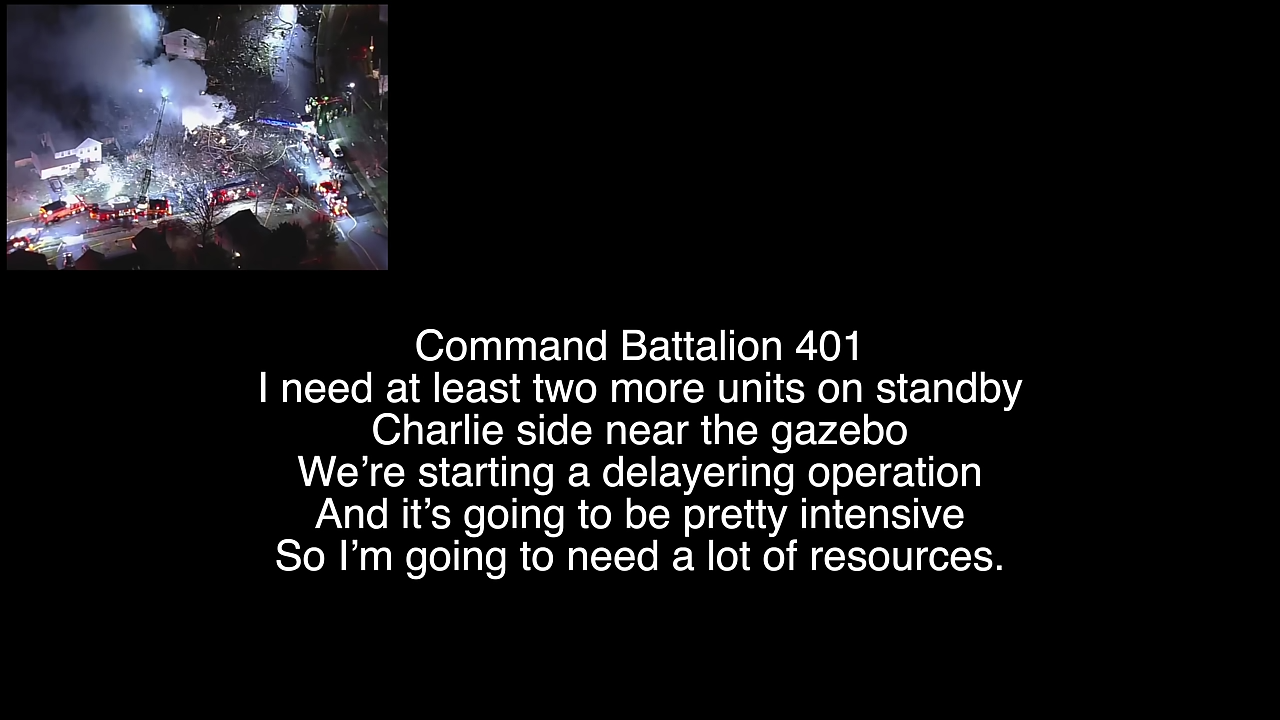 Command Battalion 401
I need at least two more units on standby
Charlie side near the gazebo
We’re starting a delayering operation
And it’s going to be pretty intensive
So I’m going to need a lot of resources.